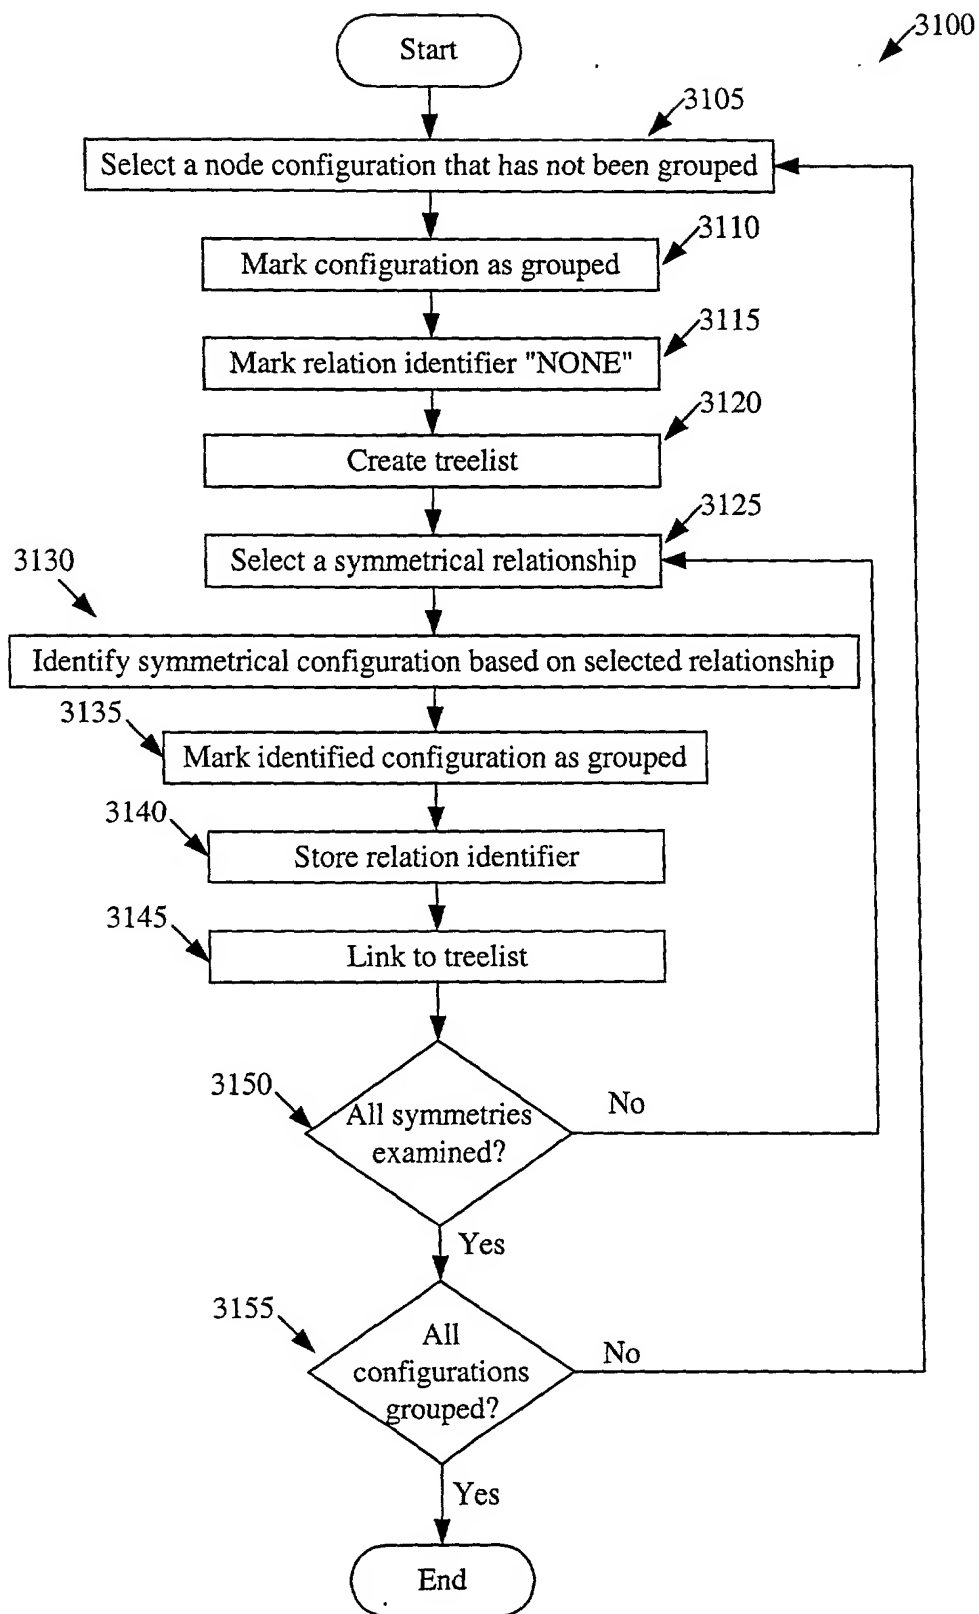 3100
Start
3105
Select a node configuration that has not been grouped
3110
Mark configuration as grouped
3115
Mark relation identifier "NONE"
3120
Create treelist
3125
Select a symmetrical relationship
3130
Identify symmetrical configuration based on selected relationship
3135
Mark identified configuration as grouped
3140
Store relation identifier
3145
Link to treelist
3150
All symmetries
examined?
No
Yes
3155
All
configurations
grouped?
No
Yes
End